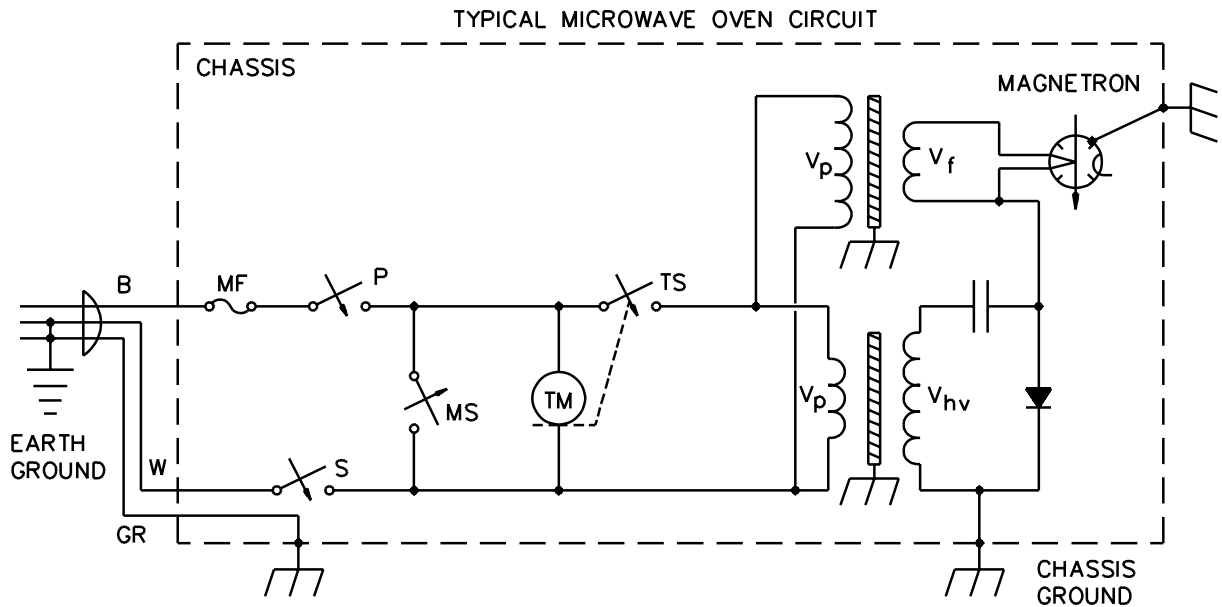 TYPICAL MICROWAVE OVEN CIRCUIT
CHASSIS
MAGNETRON
Vp
Vf
B
MF
P
TS
MS
TM
Vp
Vhv
EARTH
GROUND
W
S
GR
CHASSIS
GROUND